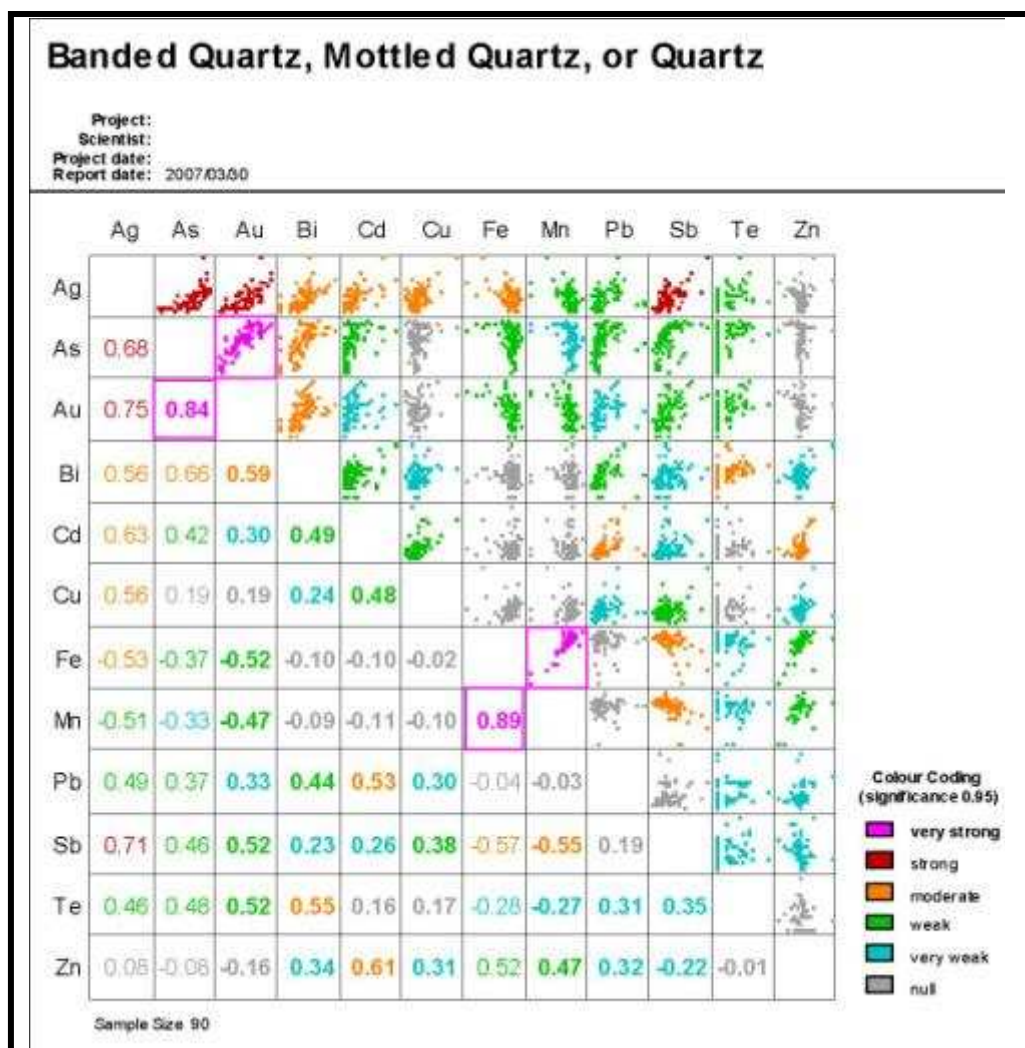 Banded Quartz, Mottled Quartz, or Quartz
Project:
Scientist:
Project date:
Report date: 2007/03/30
Ag As Au Bi Cd Cu Fe Mn Pb Sb Te Zn
Ag
As 0.68
Au 0.75 0.84
Bi 0.56 0.66 0.59
Cd 0.63 0.42 0.30 0.49
Cu 0.56 0.19 0.19 0.24 0.48
Fe -0.53 -0.37 -0.52 -0.10 -0.10 -0.02
Mn -0.51 -0.33 -0.47 -0.09 -0.11 -0.10 0.89
Pb 0.49 0.37 0.33 0.44 0.53 0.30 -0.04 -0.03
Sb 0.71 0.46 0.52 0.23 0.26 0.38 -0.57 -0.55 0.19
Te 0.46 0.48 0.52 0.55 0.16 0.17 -0.28 -0.27 0.31 0.35
Zn 0.08 -0.08 -0.16 0.34 0.61 0.31 0.52 0.47 0.32 -0.22 -0.01
Colour Coding
(significance 0.95)
very strong
strong
moderate
weak
very weak
null
Sample Size 90